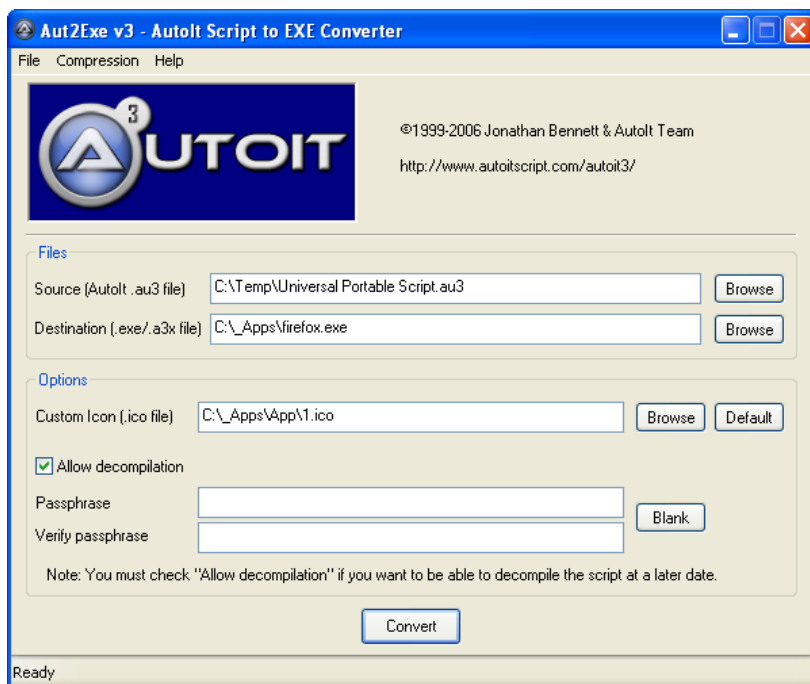 Aut2Exe v3 - AutoIt Script to EXE Converter
File Compression Help
3
AUTOIT
©1999-2006 Jonathan Bennett & AutoIt Team
http://www.autoitscript.com/autoit3/
Files
Source (AutoIt .au3 file) C:\Temp\Universal Portable Script.au3 Browse
Destination (.exe/.a3x file) C:\_Apps\firefox.exe Browse
Options
Custom Icon (.ico file) C:\_Apps\App\1.ico Browse Default
Allow decompilation
Passphrase
Blank
Verify passphrase
Note: You must check "Allow decompilation" if you want to be able to decompile the script at a later date.
Convert
Ready